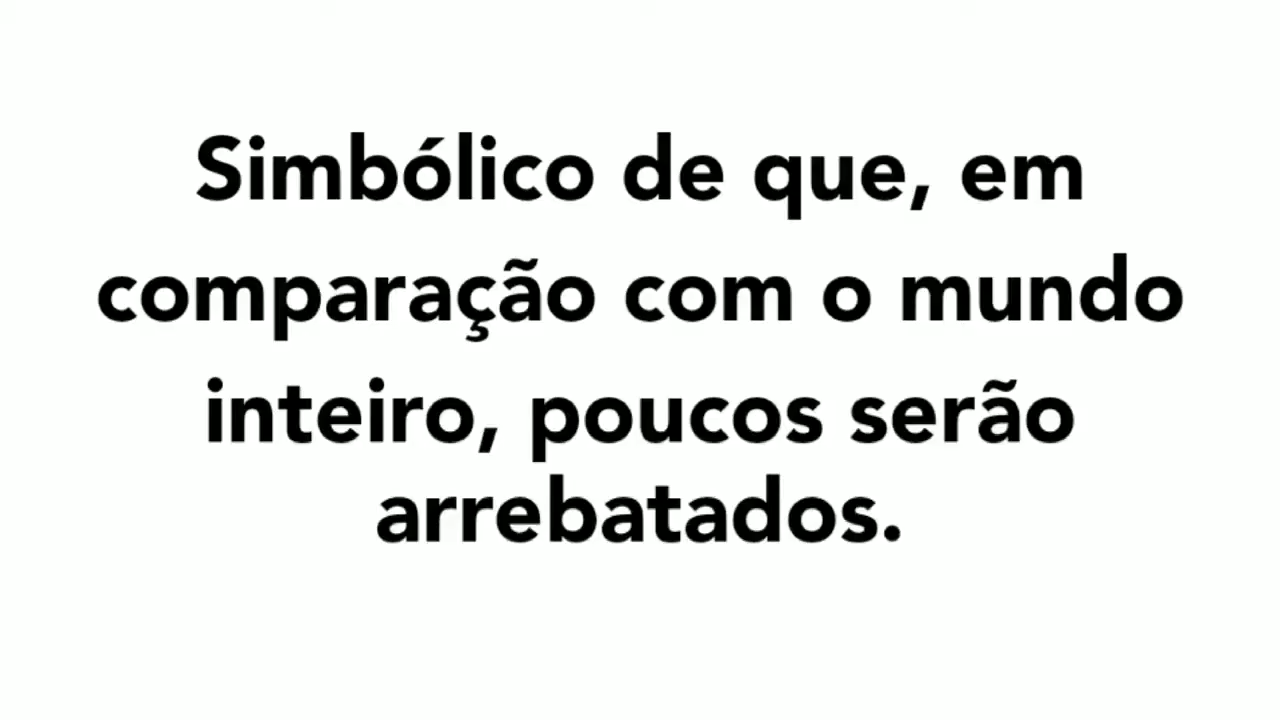 Simbólico de que, em
comparação com o mundo
inteiro, poucos serão
arrebatados.